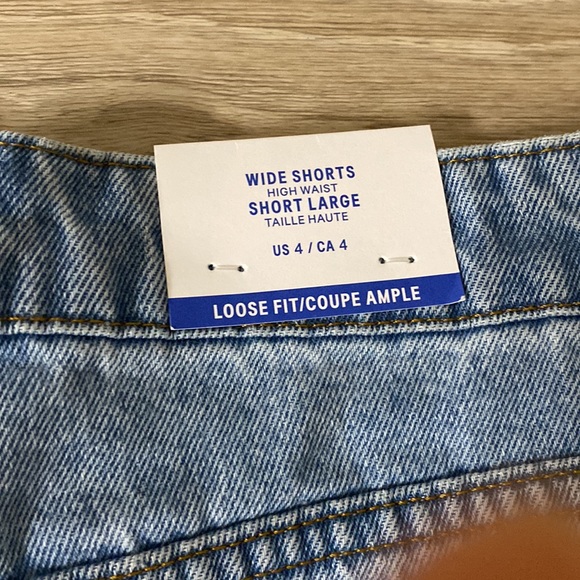 WIDE SHORTS
HIGH WAIST
SHORT LARGE
TAILLE HAUTE
US 4 / CA 4
LOOSE FIT/COUPE AMPLE